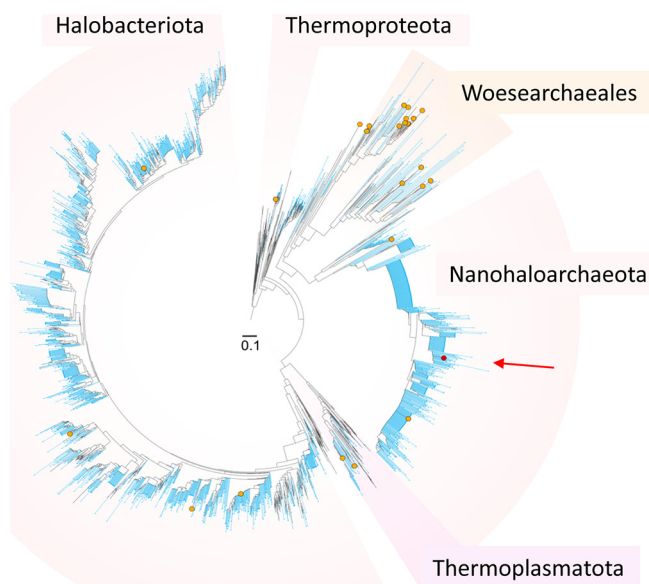 Halobacteriota
Thermoproteota
Woesearchaeales
Nanohaloarchaeota
0.1
Thermoplasmatota